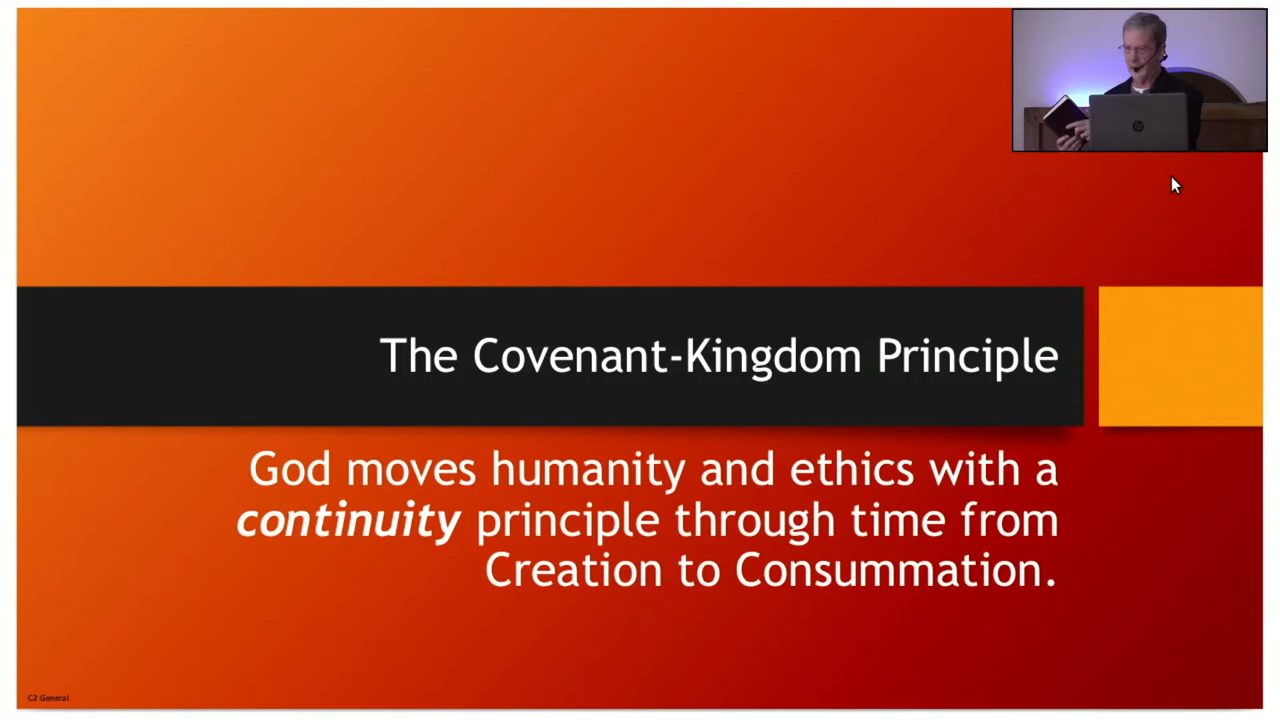 The Covenant-Kingdom Principle
God moves humanity and ethics with a
continuity principle through time from
Creation to Consummation.
C2 General
hp